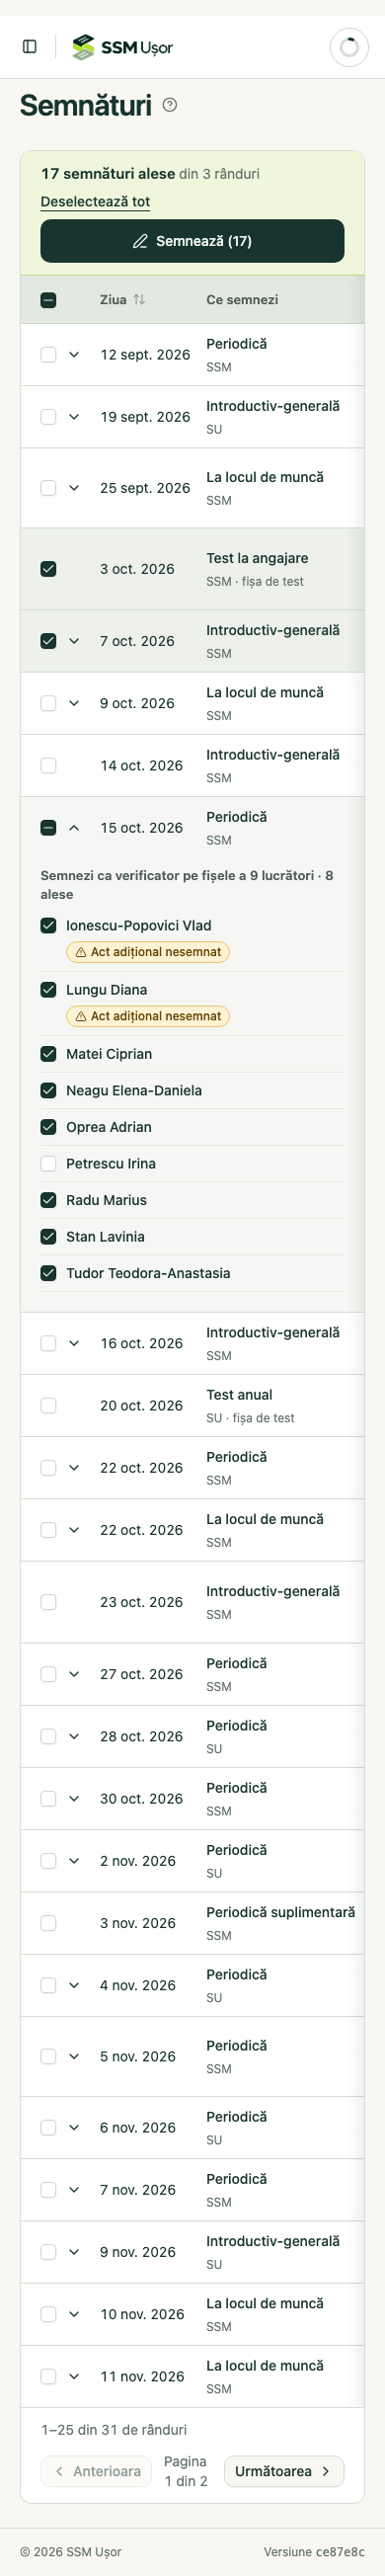 SSM Ușor
Semnături
17 semnături alese din 3 rânduri
Deselectează tot
Semnează (17)
Ziua
Ce semnezi
12 sept. 2026
Periodică
SSM
19 sept. 2026
Introductiv-generală
SU
25 sept. 2026
La locul de muncă
SSM
3 oct. 2026
Test la angajare
SSM · fișa de test
7 oct. 2026
Introductiv-generală
SSM
9 oct. 2026
La locul de muncă
SSM
14 oct. 2026
Introductiv-generală
SSM
15 oct. 2026
Periodică
SSM
Semnezi ca verificator pe fișele a 9 lucrători · 8
alese
Ionescu-Popovici Vlad
Act adițional nesemnat
Lungu Diana
Act adițional nesemnat
Matei Ciprian
Neagu Elena-Daniela
Oprea Adrian
Petrescu Irina
Radu Marius
Stan Lavinia
Tudor Teodora-Anastasia
16 oct. 2026
Introductiv-generală
SSM
20 oct. 2026
Test anual
SU · fișa de test
22 oct. 2026
Periodică
SSM
22 oct. 2026
La locul de muncă
SSM
23 oct. 2026
Introductiv-generală
SSM
27 oct. 2026
Periodică
SSM
28 oct. 2026
Periodică
SU
30 oct. 2026
Periodică
SSM
2 nov. 2026
Periodică
SU
3 nov. 2026
Periodică suplimentară
SSM
4 nov. 2026
Periodică
SU
5 nov. 2026
Periodică
SSM
6 nov. 2026
Periodică
SU
7 nov. 2026
Periodică
SSM
9 nov. 2026
Introductiv-generală
SU
10 nov. 2026
La locul de muncă
SSM
11 nov. 2026
La locul de muncă
SSM
1–25 din 31 de rânduri
Anterioara
Pagina
1 din 2
Următoarea
© 2026 SSM Ușor
Versiune ce87e8c